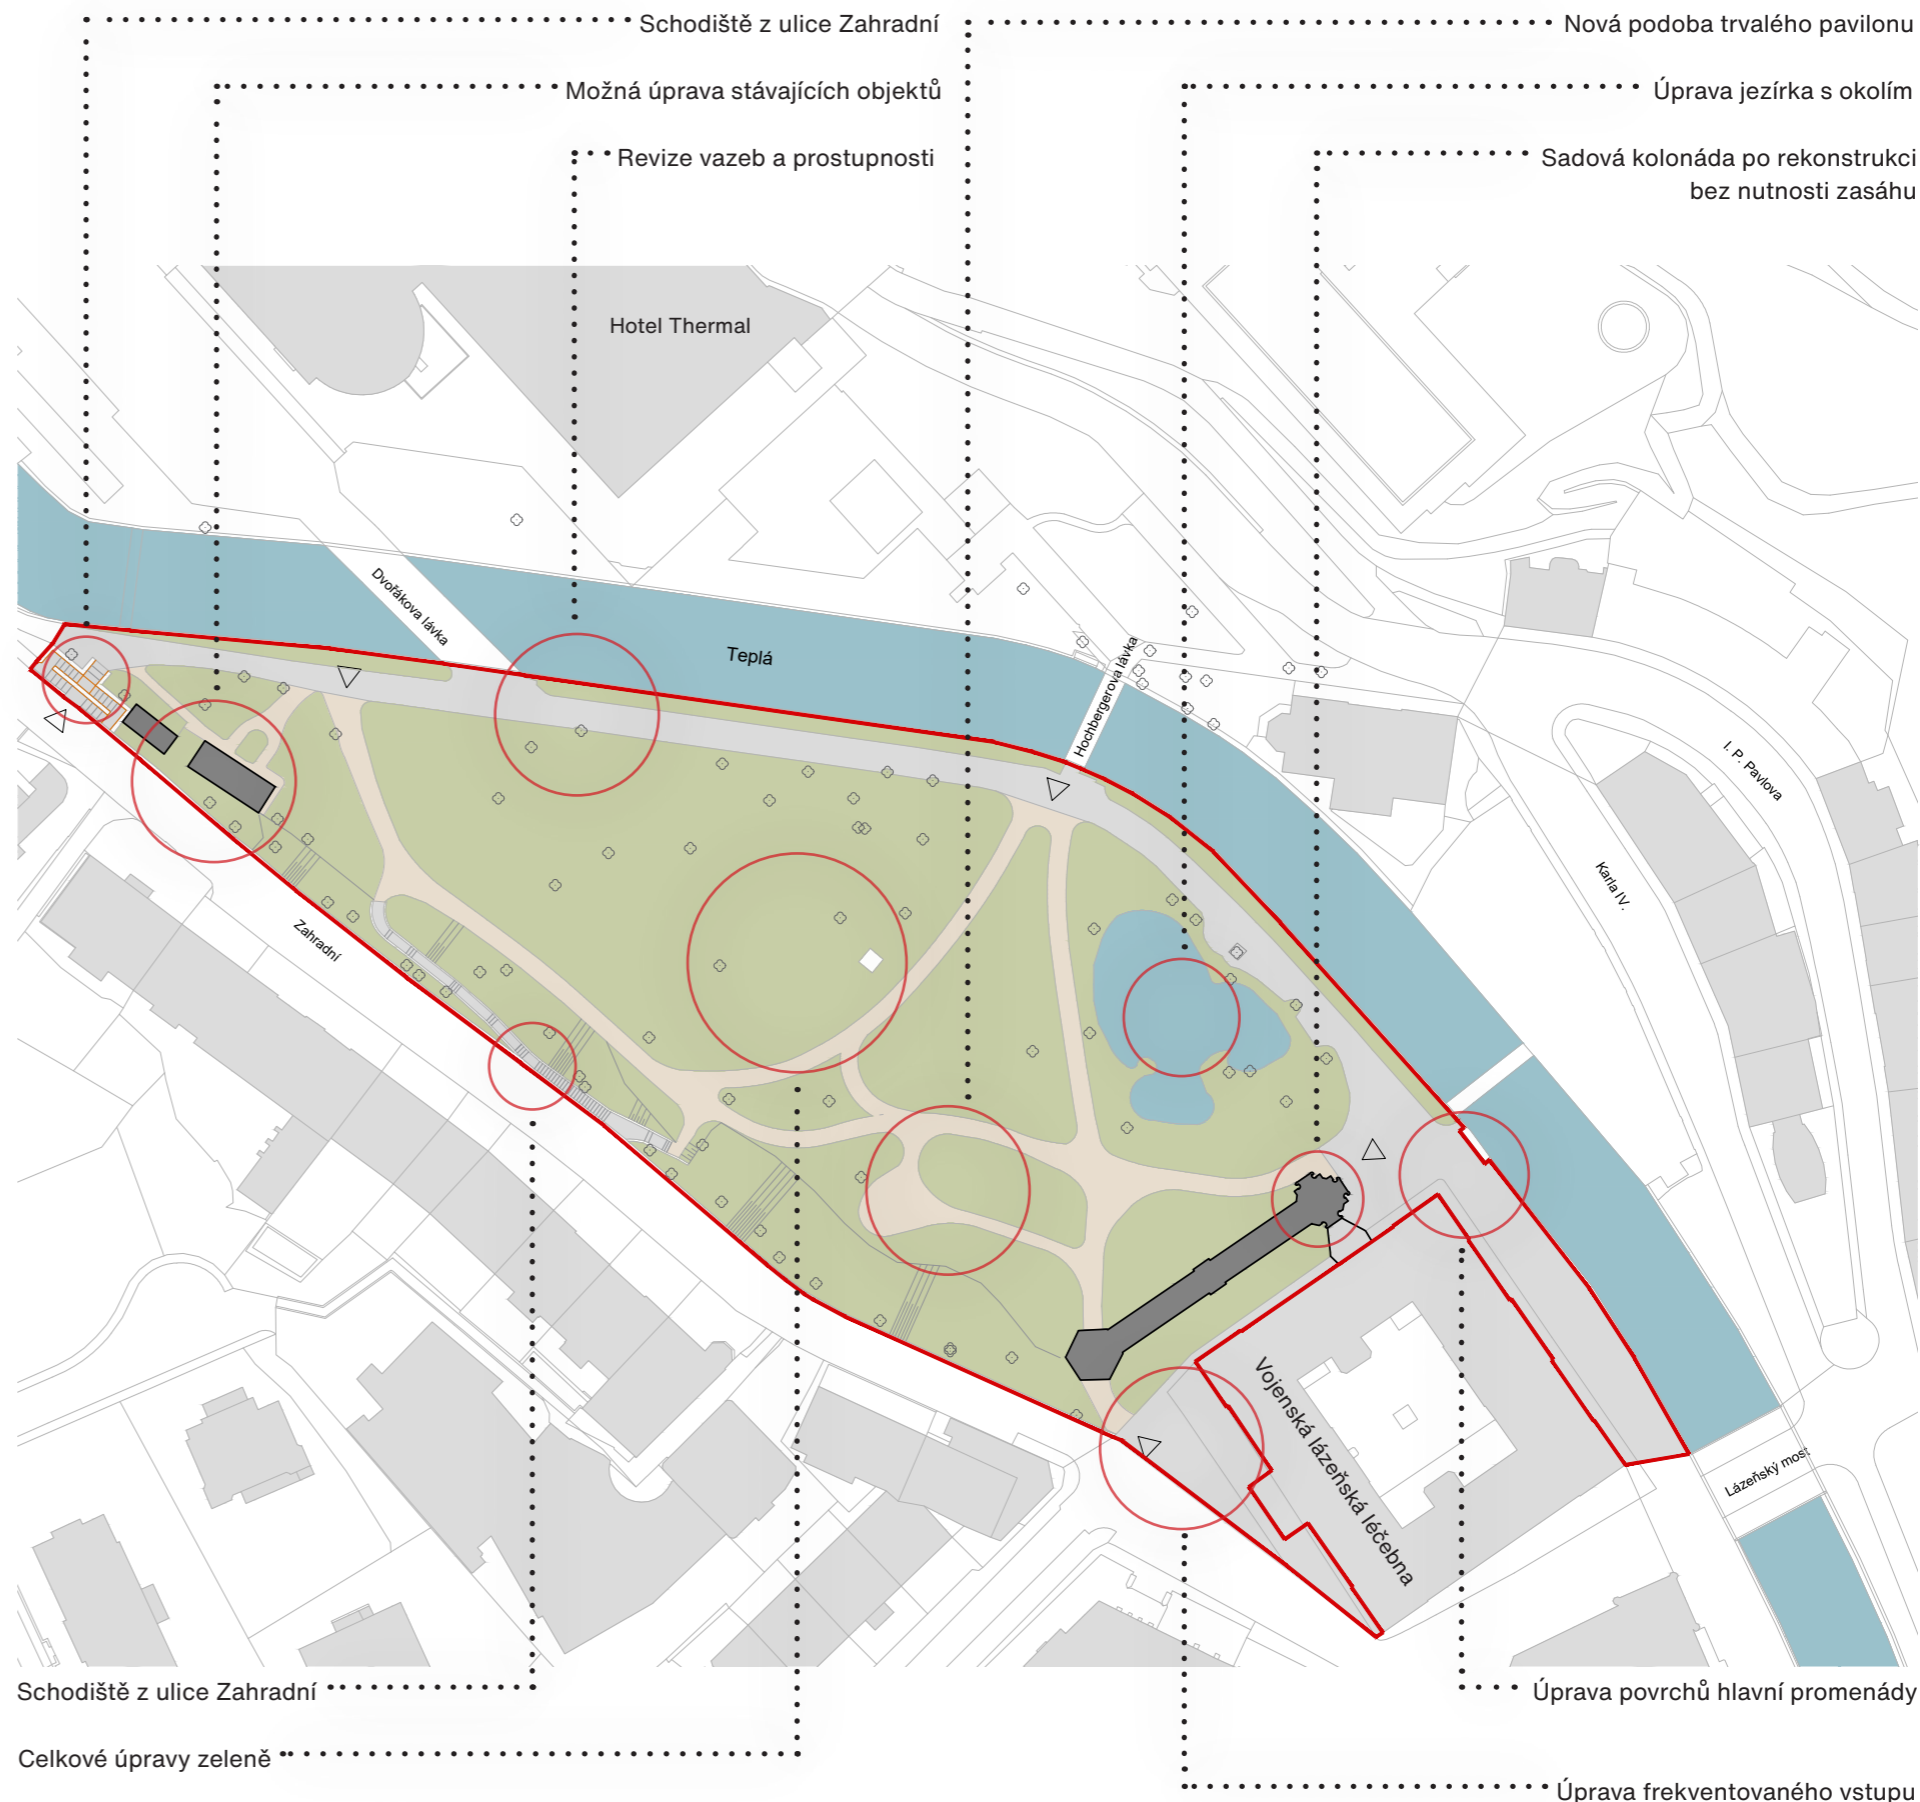 Schodiště z ulice Zahradní
Nová podoba trvalého pavilonu
Možná úprava stávajících objektů
Úprava jezírka s okolím
Revize vazeb a prostupnosti
Sadová kolonáda po rekonstrukci
bez nutnosti zasáhu
Hotel Thermal
Dvořákova lávka
Teplá
Hochbergerova lávka
I. P. Pavlova
Karla IV.
Zahradní
Vojenská lázeňská léčebna
Lázeňský most
Schodiště z ulice Zahradní
Úprava povrchů hlavní promenády
Celkové úpravy zeleně
Úprava frekventovaného vstupu